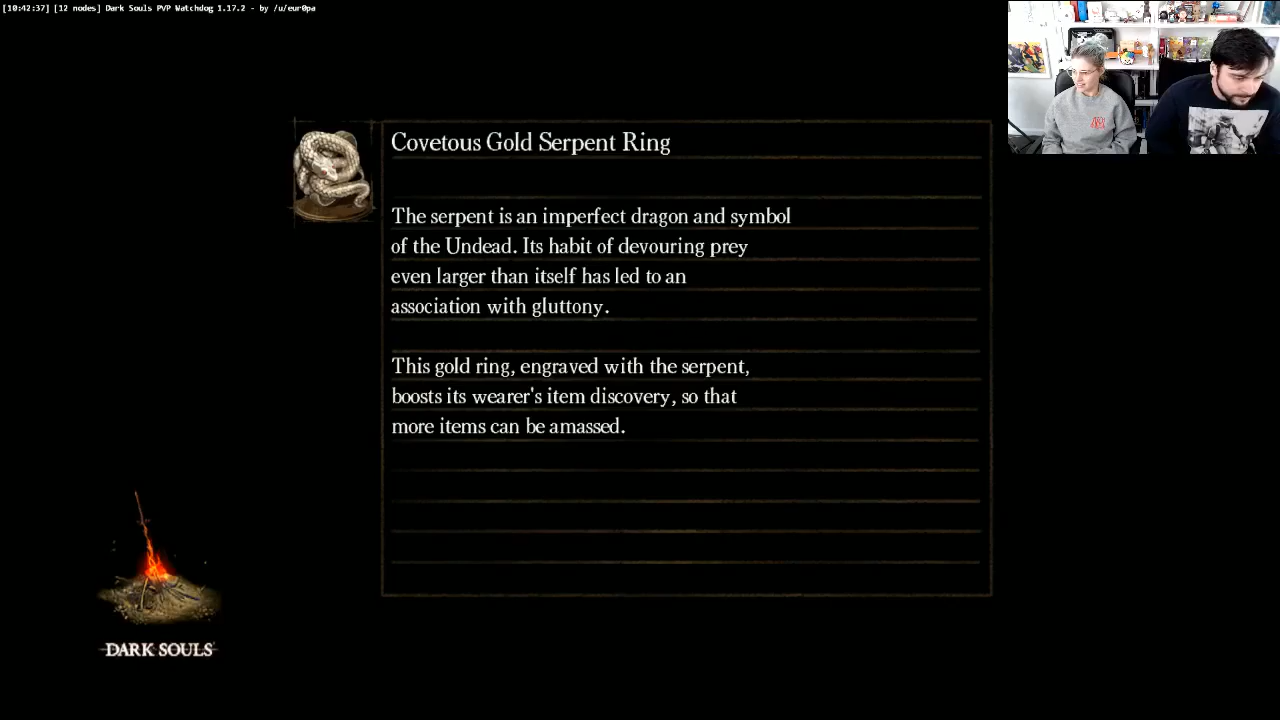 [10:42:37] [12 nodes] Dark Souls PVP Watchdog 1.17.2 - by /u/eur0pa
Covetous Gold Serpent Ring
The serpent is an imperfect dragon and symbol
of the Undead. Its habit of devouring prey
even larger than itself has led to an
association with gluttony.
This gold ring, engraved with the serpent,
boosts its wearer's item discovery, so that
more items can be amassed.
DARK SOULS